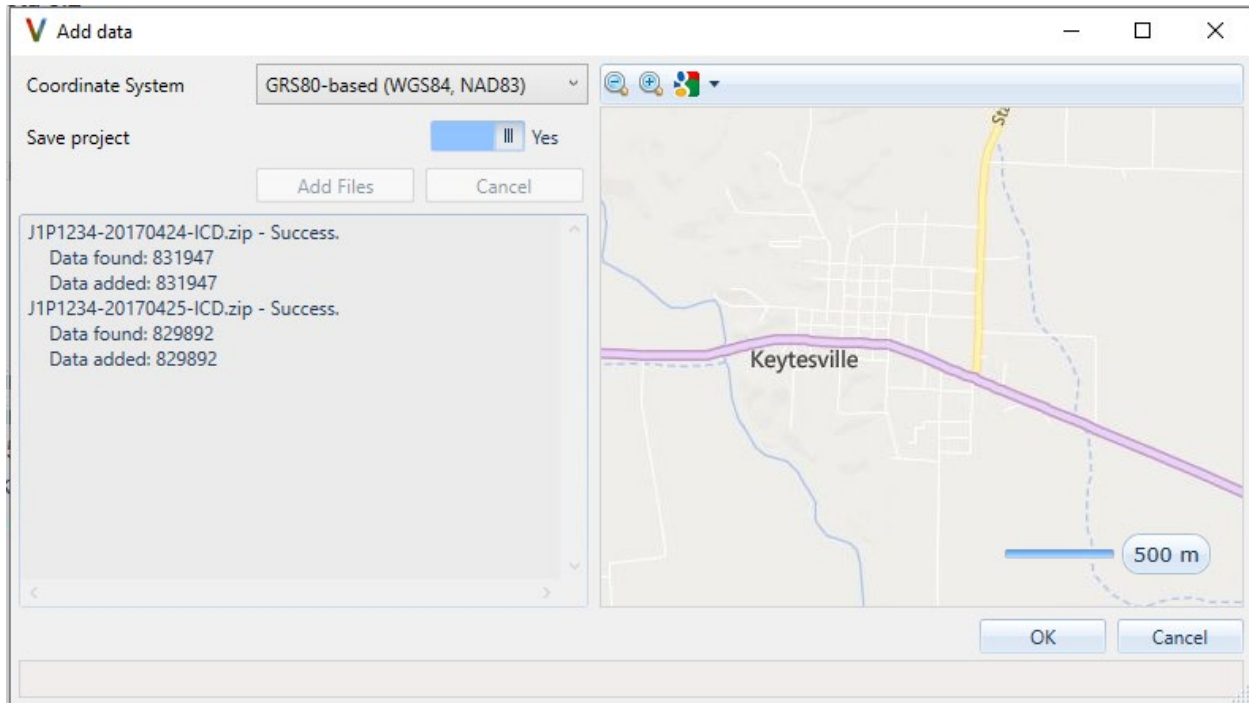 Add data
Coordinate System
GRS80-based (WGS84, NAD83)
Save project
Yes
Add Files
Cancel
J1P1234-20170424-ICD.zip - Success.
Data found: 831947
Data added: 831947
J1P1234-20170425-ICD.zip - Success.
Data found: 829892
Data added: 829892
Keytesville
500 m
OK
Cancel